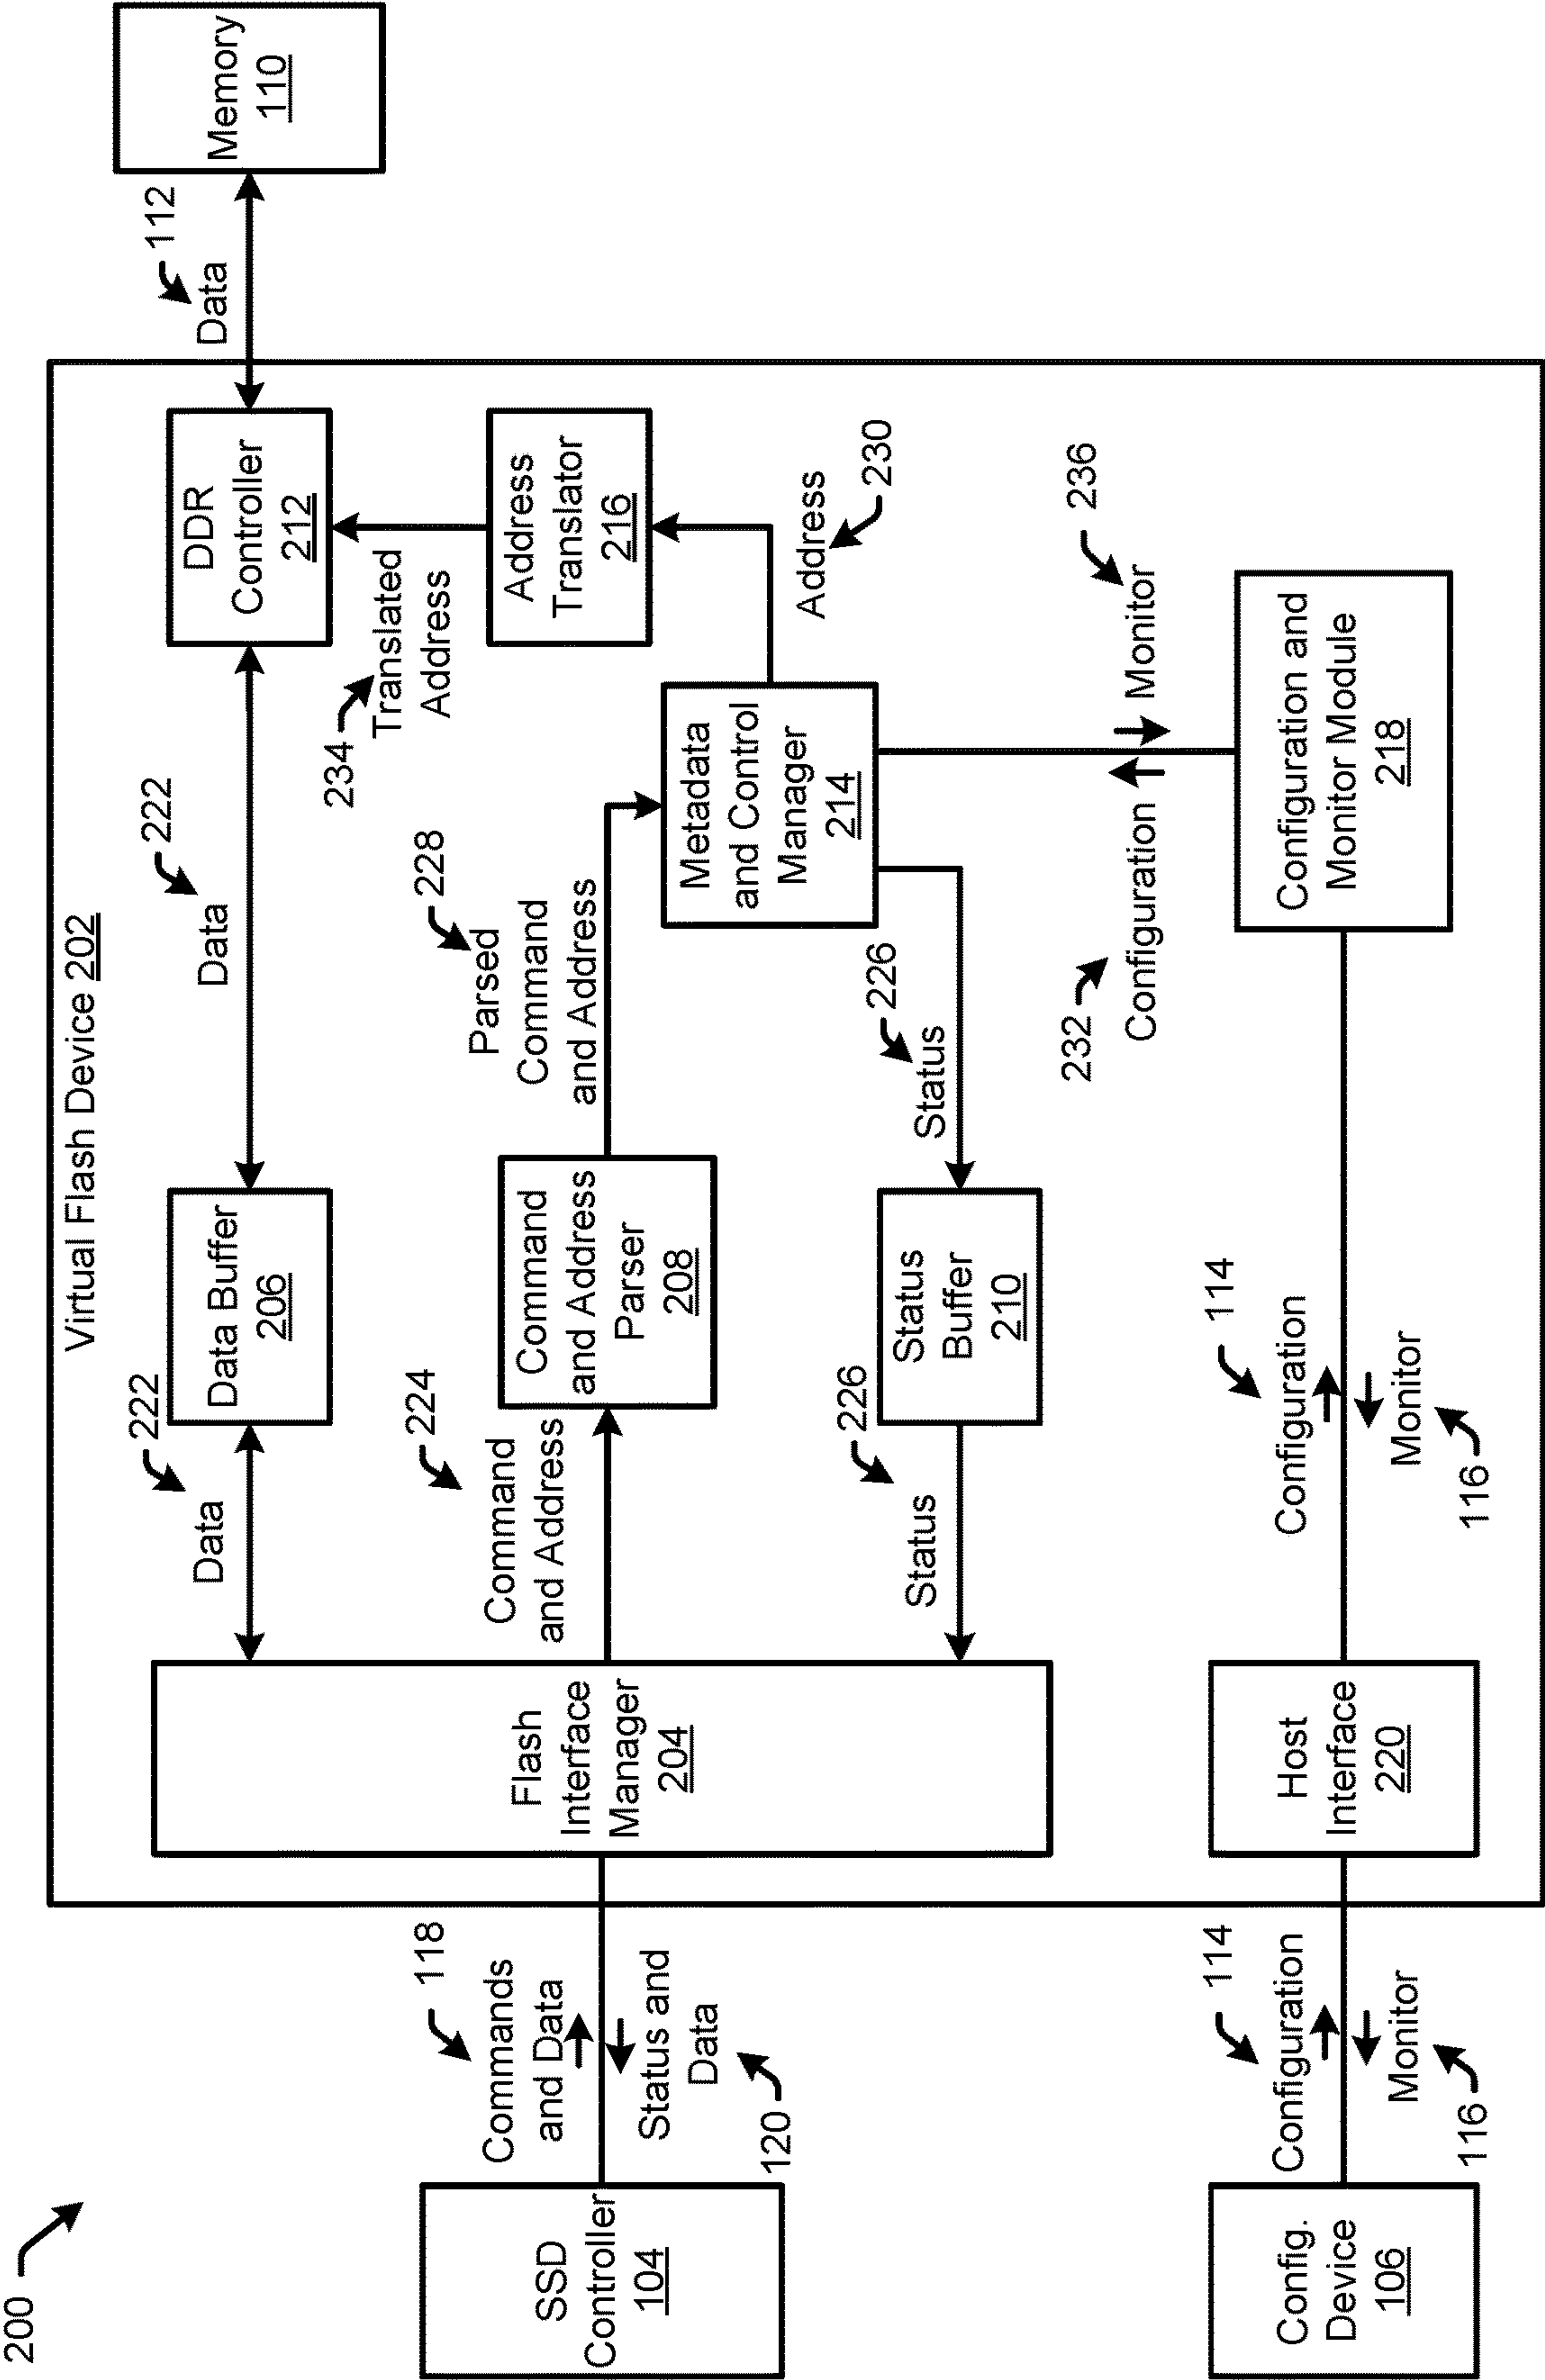 200
Virtual Flash Device 202
SSD
Controller
104
118
Commands
and Data
Status and
Data
120
Config.
Device
106
114
Configuration
Monitor
116
Flash
Interface
Manager
204
Host
Interface
220
222
Data
224
Command
and Address
226
Status
114
Configuration
Monitor
116
Data Buffer
206
Command
and Address
Parser
208
Status
Buffer
210
222
Data
228
Parsed
Command
and Address
226
Status
232
Configuration
Monitor
236
Metadata
and Control
Manager
214
Configuration and
Monitor Module
218
234
Translated
Address
Address
230
DDR
Controller
212
Address
Translator
216
112
Data
Memory
110